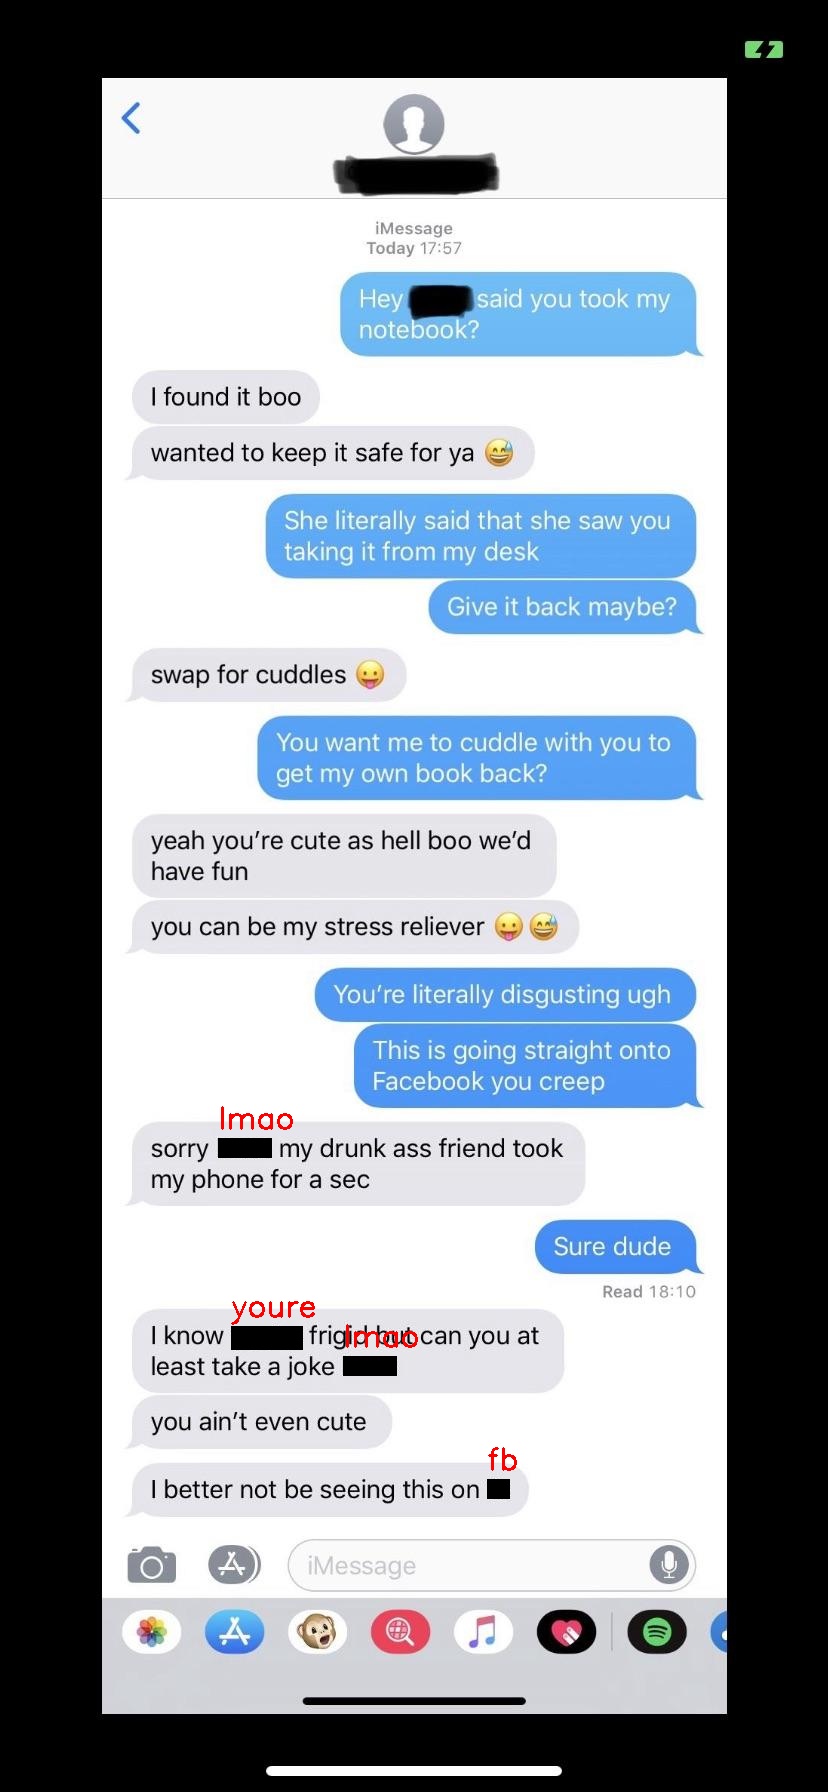 iMessage
Today 17:57
Hey said you took my
notebook?
I found it boo
wanted to keep it safe for ya 😅
She literally said that she saw you
taking it from my desk
Give it back maybe?
swap for cuddles 😛
You want me to cuddle with you to
get my own book back?
yeah you're cute as hell boo we'd
have fun
you can be my stress reliever 😛😅
You're literally disgusting ugh
This is going straight onto
Facebook you creep
lmao
sorry my drunk ass friend took
my phone for a sec
Sure dude
Read 18:10
youre
I know frigid but can you at
lmao
least take a joke
you ain't even cute
fb
I better not be seeing this on
iMessage